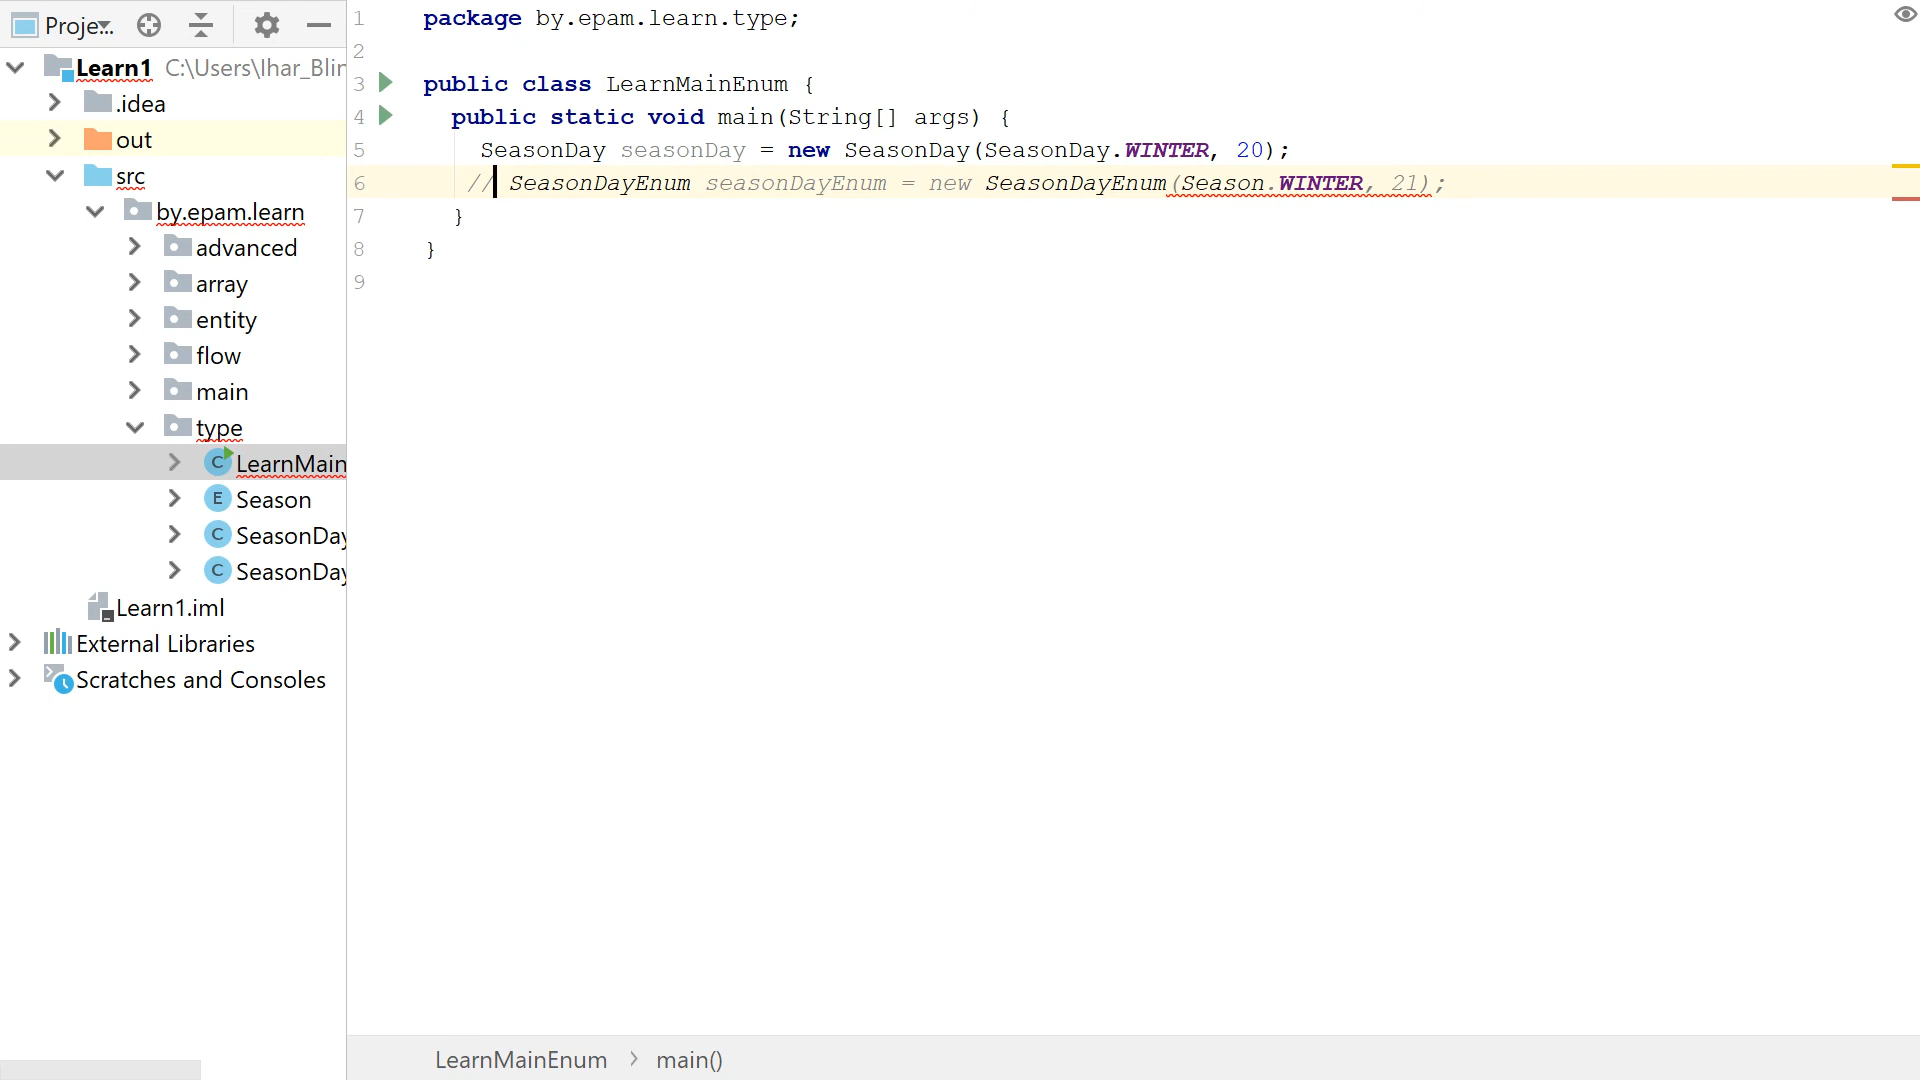 Proje...
Learn1 C:\Users\Ihar_Blin
.idea
out
src
by.epam.learn
advanced
array
entity
flow
main
type
LearnMain
Season
SeasonDay
SeasonDay
Learn1.iml
External Libraries
Scratches and Consoles
1 package by.epam.learn.type;
2
3 public class LearnMainEnum {
4 public static void main(String[] args) {
5 SeasonDay seasonDay = new SeasonDay(SeasonDay.WINTER, 20);
6 // SeasonDayEnum seasonDayEnum = new SeasonDayEnum(Season.WINTER, 21);
7 }
8 }
9
LearnMainEnum > main()